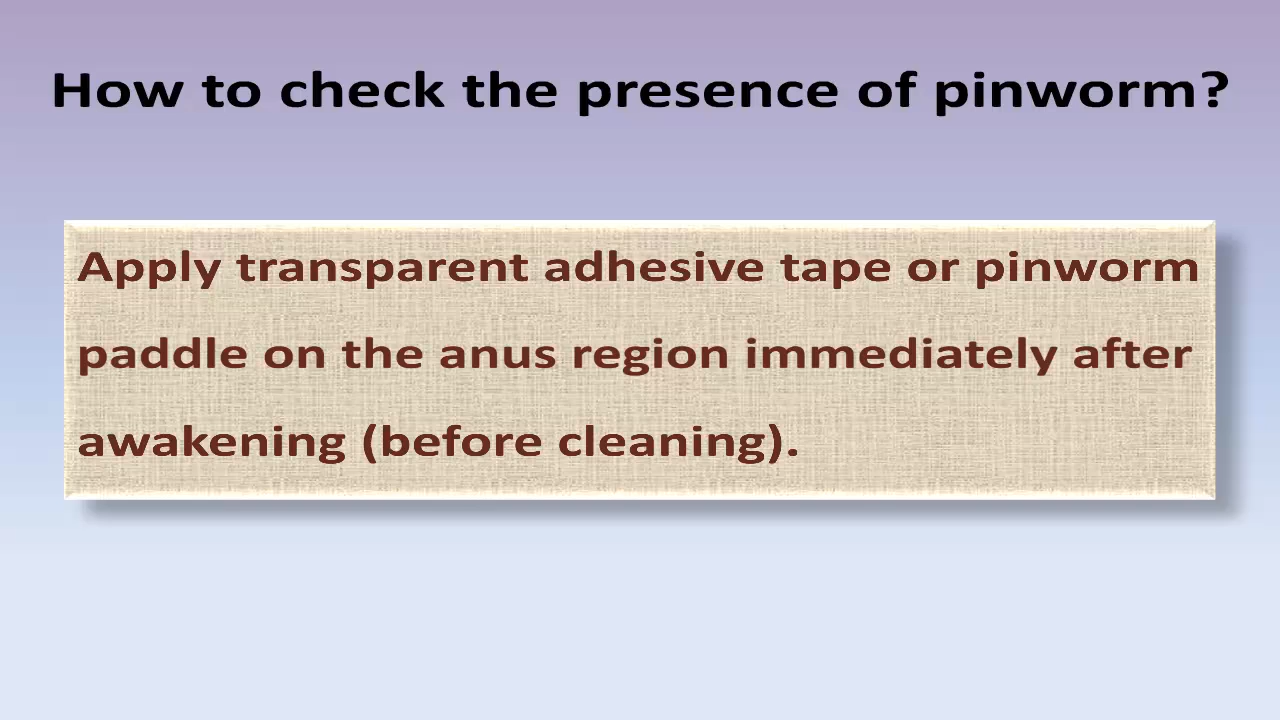 How to check the presence of pinworm?
Apply transparent adhesive tape or pinworm
paddle on the anus region immediately after
awakening (before cleaning).